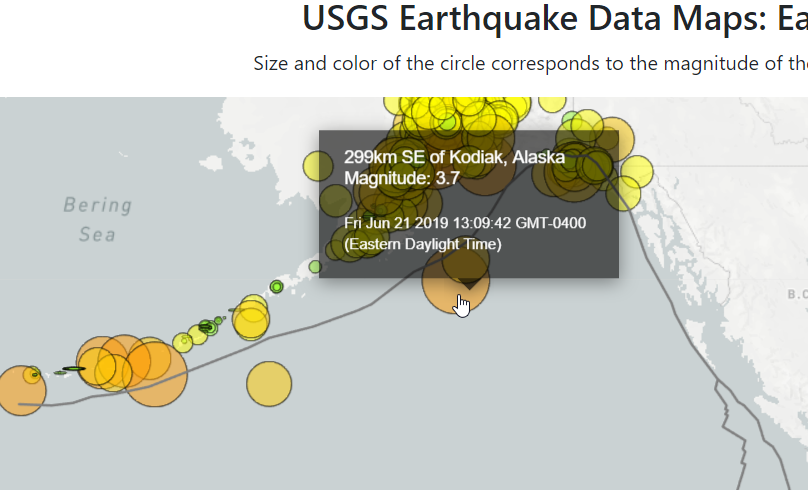 USGS Earthquake Data Maps: Ea
Size and color of the circle corresponds to the magnitude of the
299km SE of Kodiak, Alaska
Magnitude: 3.7
Fri Jun 21 2019 13:09:42 GMT-0400
(Eastern Daylight Time)
Bering
Sea
B.C